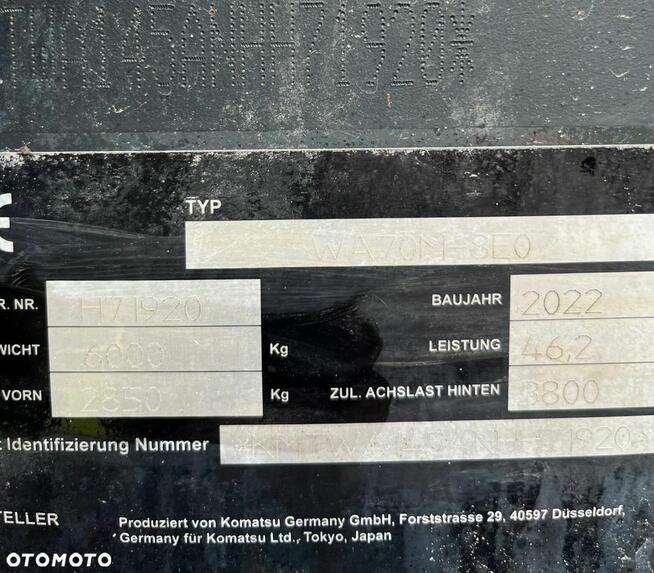 TYP
WA70M-8E0
R. NR. H71920 BAUJAHR 2022
WICHT 6000 Kg LEISTUNG 46,2
VORN 2850 Kg ZUL. ACHSLAST HINTEN 3800
Identifizierung Nummer
TELLER Produziert von Komatsu Germany GmbH, Forststrasse 29, 40597 Düsseldorf,
Germany für Komatsu Ltd., Tokyo, Japan
OTOMOTO